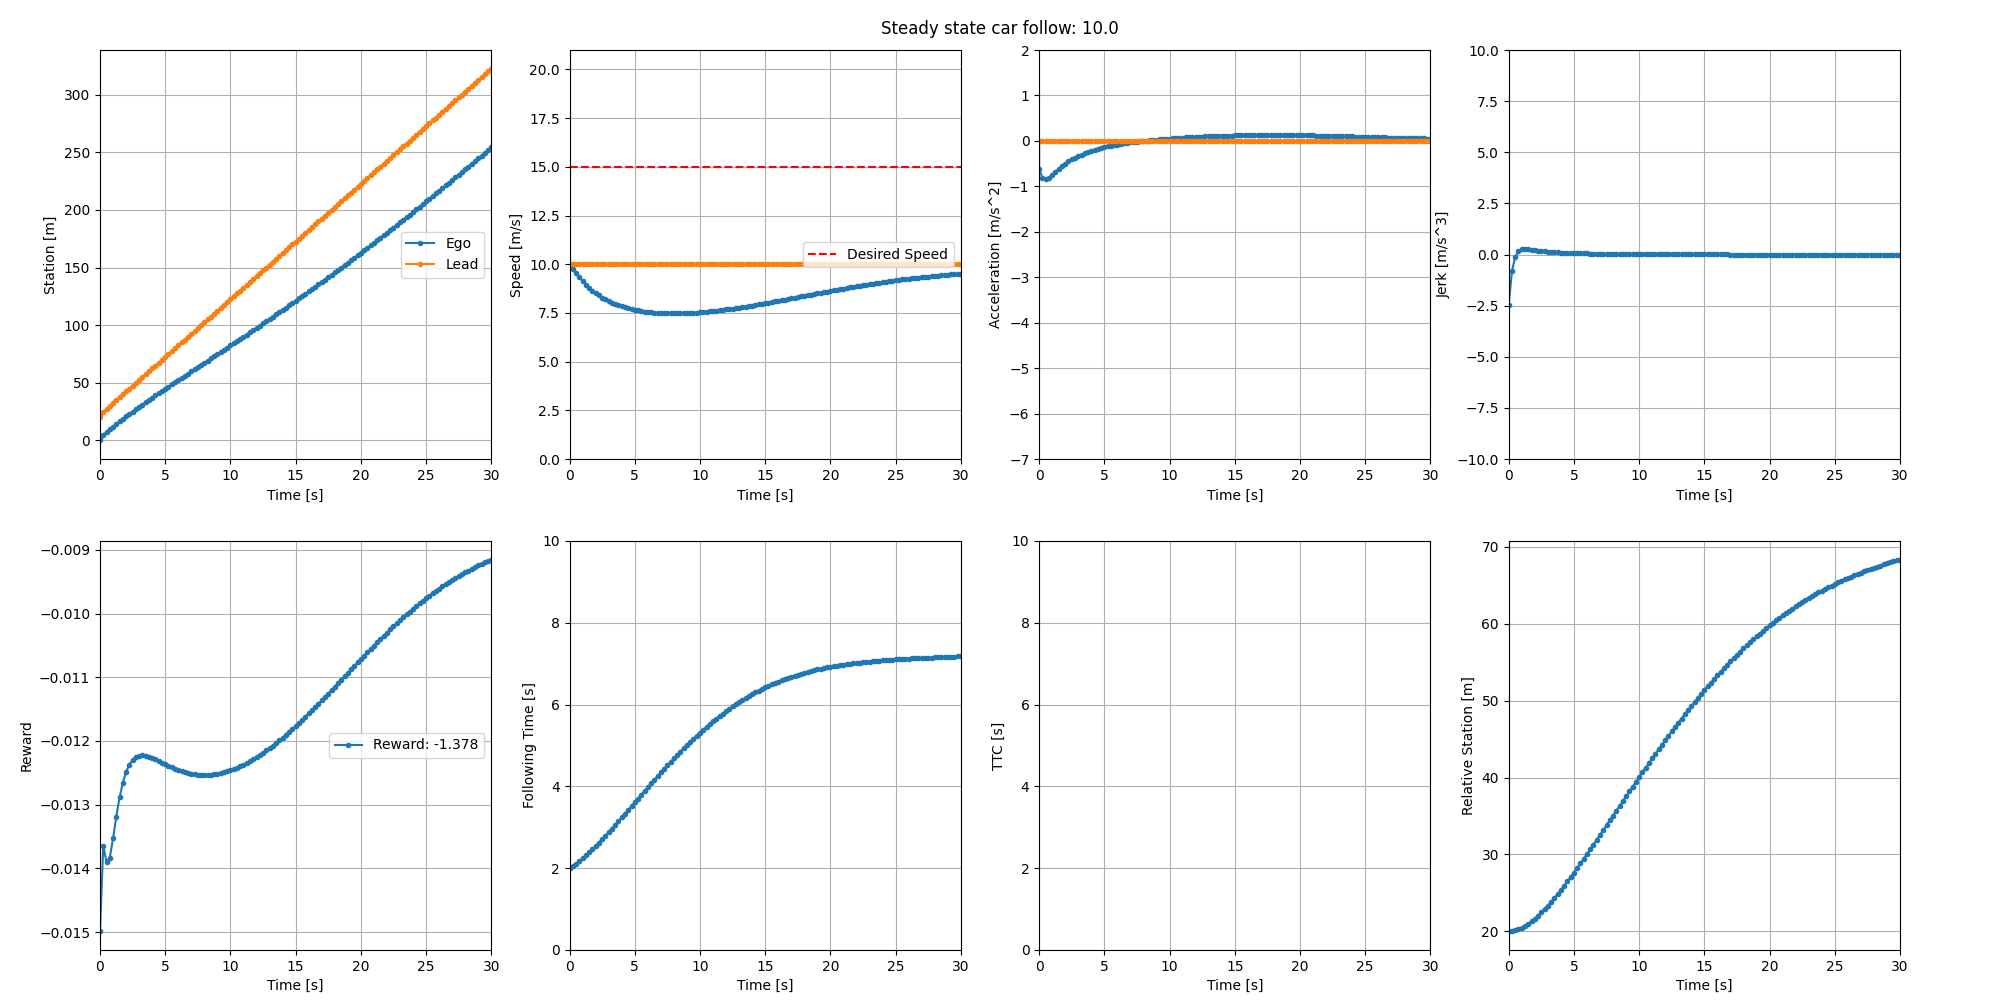 Steady state car follow: 10.0
Station [m]
300
250
200
150
100
50
0
Ego
Lead
0 5 10 15 20 25 30
Time [s]
Speed [m/s]
20.0
17.5
15.0
12.5
10.0
7.5
5.0
2.5
0.0
Desired Speed
0 5 10 15 20 25 30
Time [s]
Acceleration [m/s^2]
2
1
0
−1
−2
−3
−4
−5
−6
−7
0 5 10 15 20 25 30
Time [s]
Jerk [m/s^3]
10.0
7.5
5.0
2.5
0.0
−2.5
−5.0
−7.5
−10.0
0 5 10 15 20 25 30
Time [s]
Reward
−0.009
−0.010
−0.011
−0.012
−0.013
−0.014
−0.015
Reward: -1.378
0 5 10 15 20 25 30
Time [s]
Following Time [s]
10
8
6
4
2
0
0 5 10 15 20 25 30
Time [s]
TTC [s]
10
8
6
4
2
0
0 5 10 15 20 25 30
Time [s]
Relative Station [m]
70
60
50
40
30
20
0 5 10 15 20 25 30
Time [s]